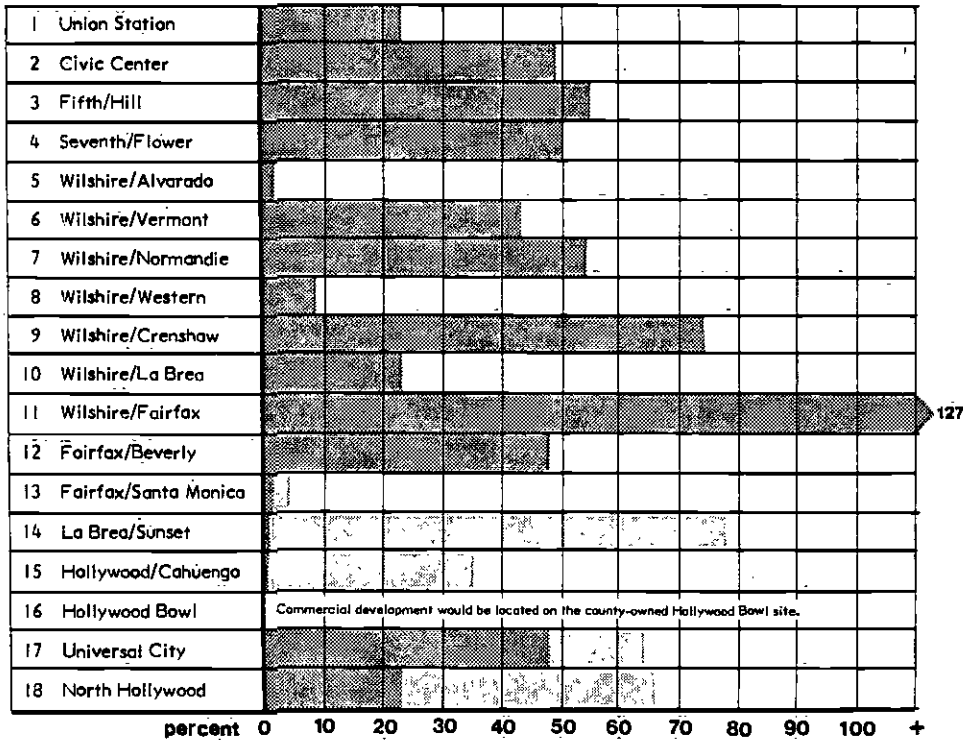 1 Union Station
2 Civic Center
3 Fifth/Hill
4 Seventh/Flower
5 Wilshire/Alvarado
6 Wilshire/Vermont
7 Wilshire/Normandie
8 Wilshire/Western
9 Wilshire/Crenshaw
10 Wilshire/La Brea
11 Wilshire/Fairfax 127
12 Fairfax/Beverly
13 Fairfax/Santa Monica
14 La Brea/Sunset
15 Hollywood/Cahuenga
16 Hollywood Bowl Commercial development would be located on the county-owned Hollywood Bowl site.
17 Universal City
18 North Hollywood
percent 0 10 20 30 40 50 60 70 80 90 100 +